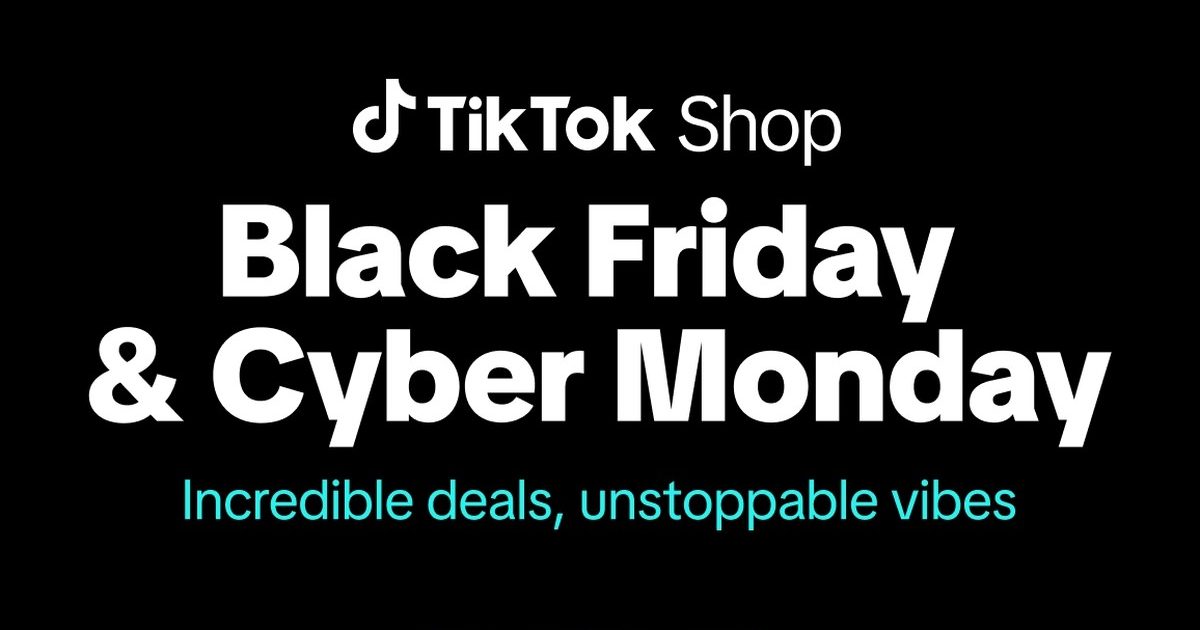 TikTok Shop
Black Friday
& Cyber Monday
Incredible deals, unstoppable vibes